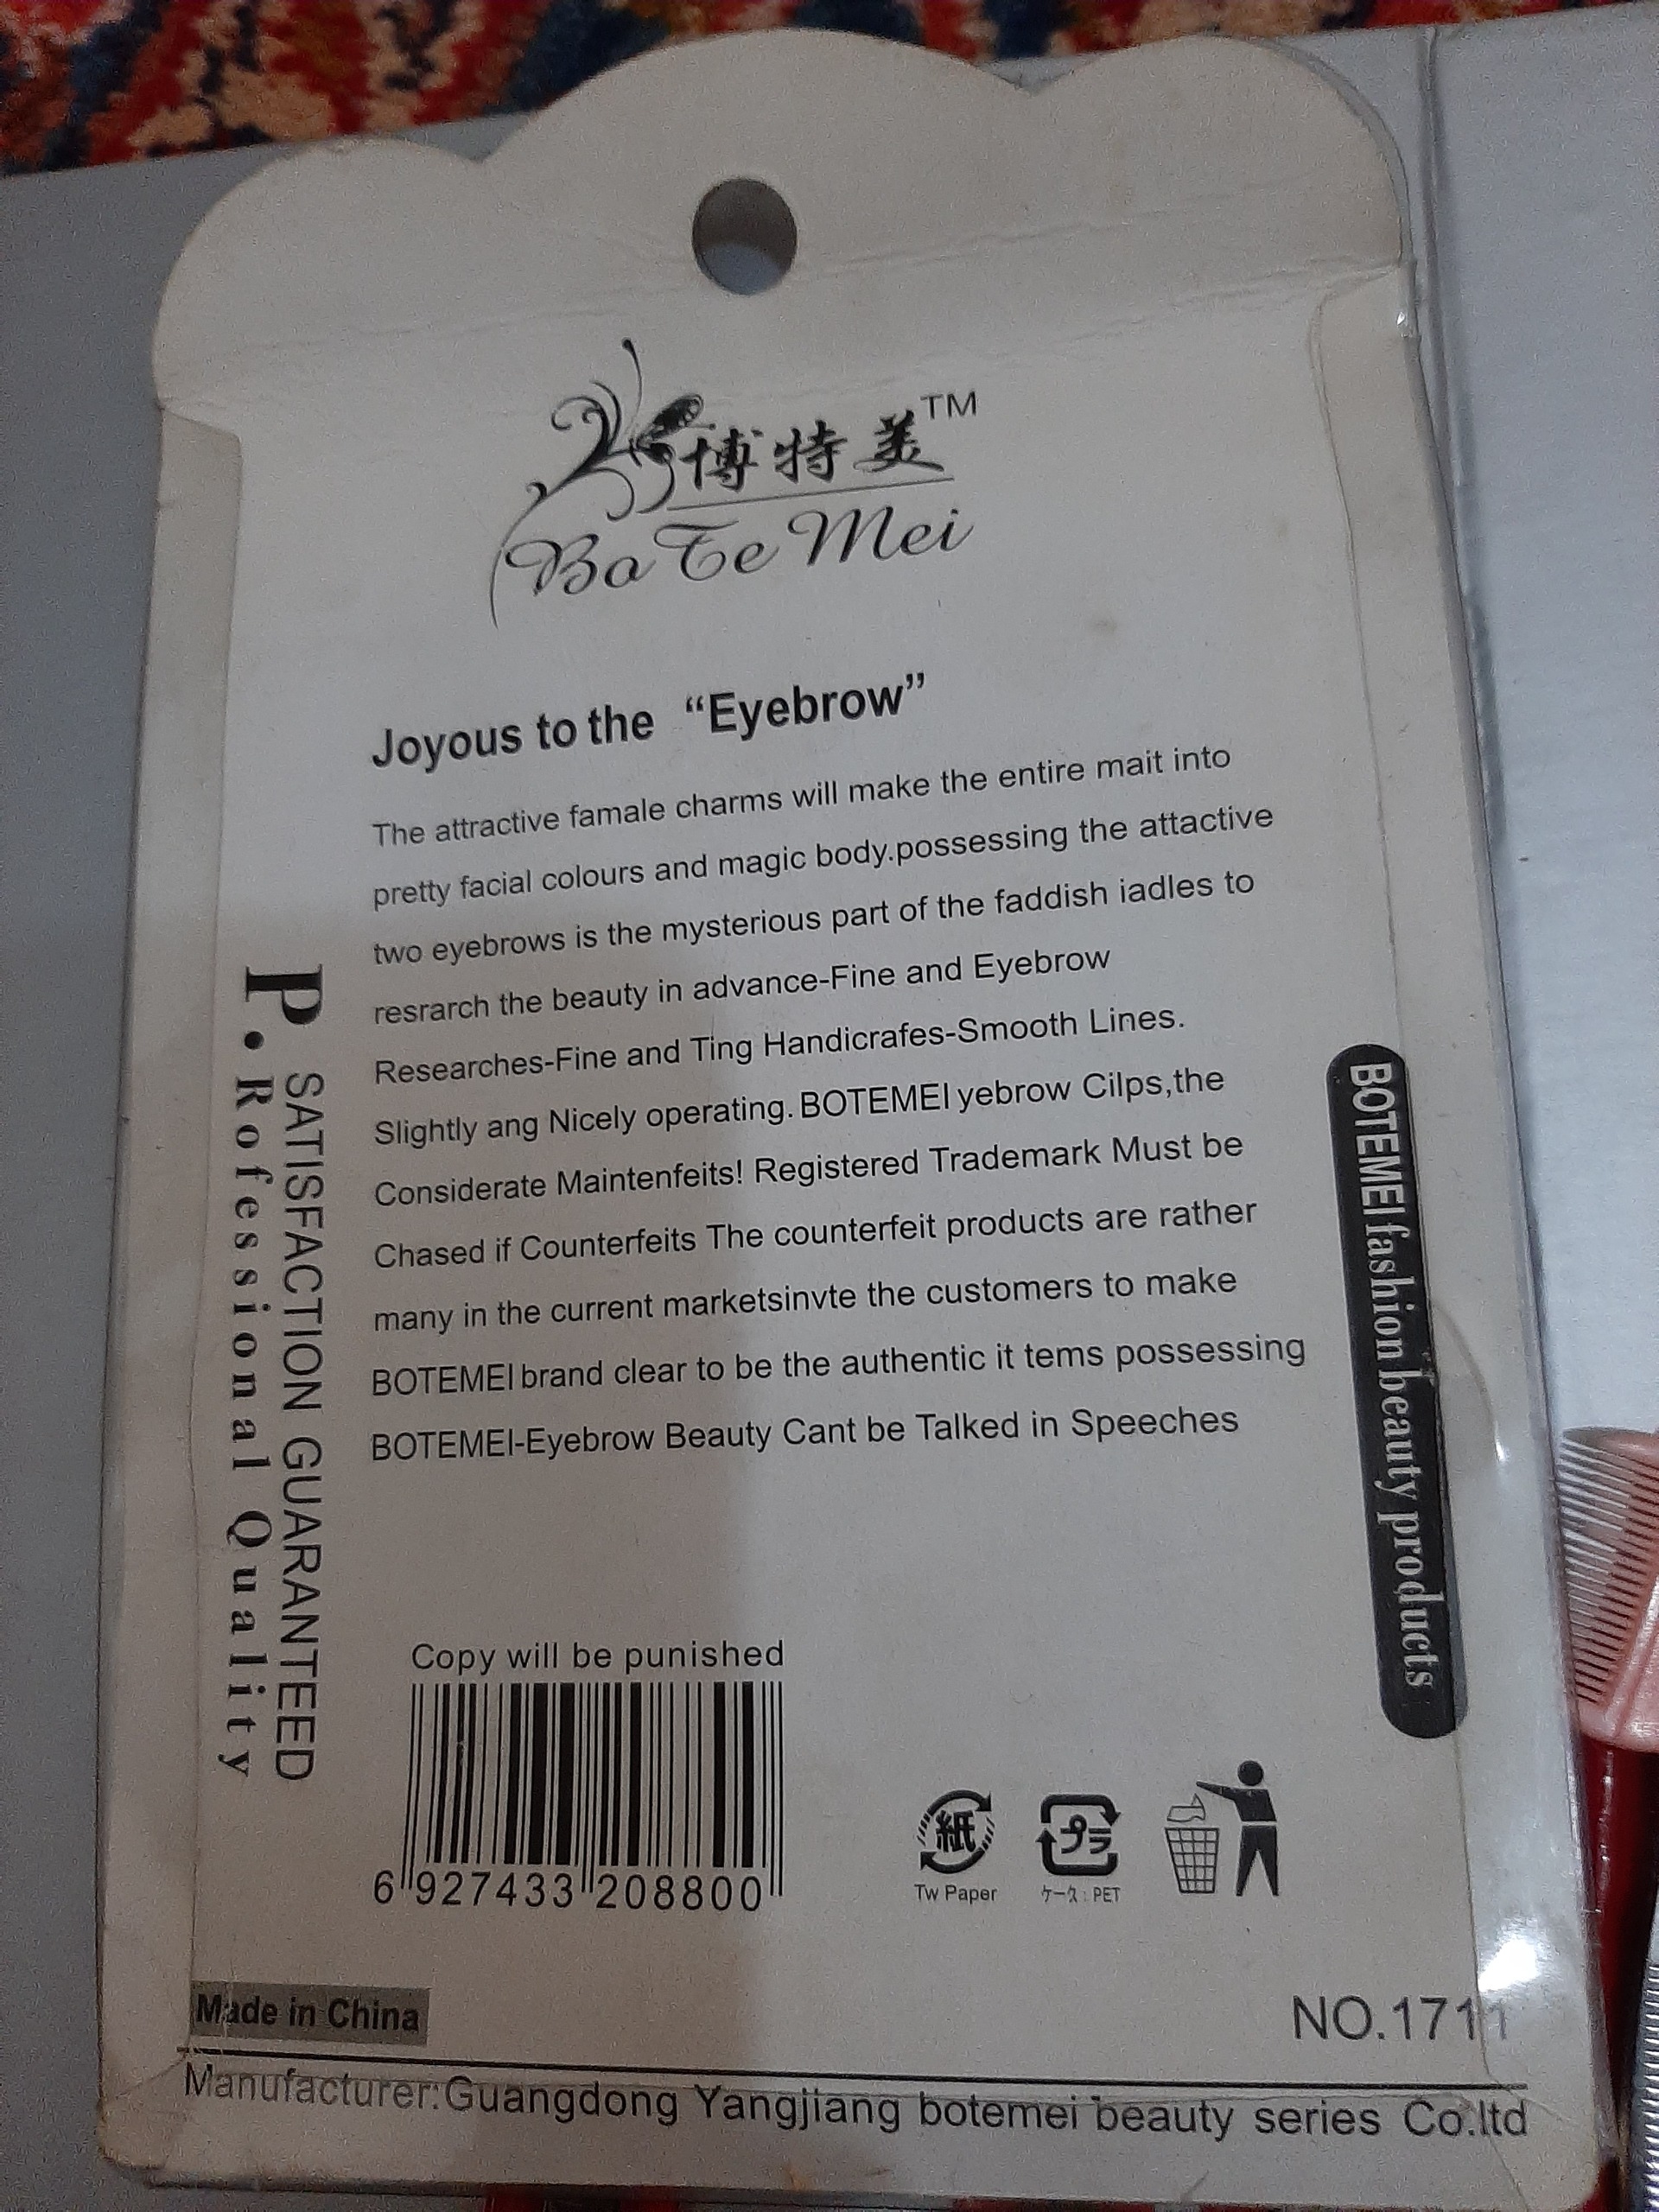 博特美™
BoTeMei
Joyous to the “Eyebrow”
The attractive famale charms will make the entire mait into
pretty facial colours and magic body.possessing the attactive
two eyebrows is the mysterious part of the faddish iadles to
resrarch the beauty in advance-Fine and Eyebrow
Researches-Fine and Ting Handicrafes-Smooth Lines.
Slightly ang Nicely operating. BOTEMEI yebrow Cilps,the
Considerate Maintenfeits! Registered Trademark Must be
Chased if Counterfeits The counterfeit products are rather
many in the current marketsinvte the customers to make
BOTEMEI brand clear to be the authentic it tems possessing
BOTEMEI-Eyebrow Beauty Cant be Talked in Speeches
SATISFACTION GUARANTEED
P.Rofessional Quality
BOTEMEI fashion beauty products
Copy will be punished
6 927433 208800
紙
Tw Paper
プラ
ケース:PET
Made in China
NO.1711
Manufacturer:Guangdong Yangjiang botemei beauty series Co.ltd